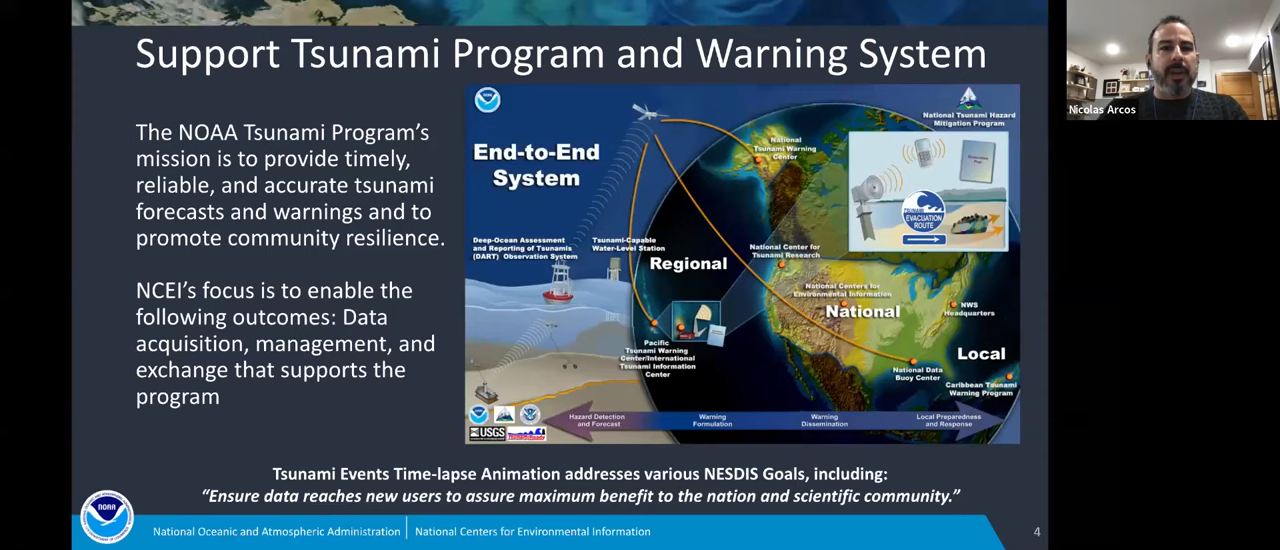 Support Tsunami Program and Warning System
Nicolas Arcos
The NOAA Tsunami Program’s
mission is to provide timely,
reliable, and accurate tsunami
forecasts and warnings and to
promote community resilience.
NCEI’s focus is to enable the
following outcomes: Data
acquisition, management, and
exchange that supports the
program
End-to-End
System
National Tsunami Hazard
Mitigation Program
National
Tsunami Warning
Center
TSUNAMI
EVACUATION
ROUTE
Deep-Ocean Assessment
and Reporting of Tsunamis
(DART) Observation System
Tsunami-Capable
Water-Level Station
Regional
National Center for
Tsunami Research
National Centers for
Environmental Information
National
NWS
Headquarters
Pacific
Tsunami Warning
Center/International
Tsunami Information
Center
Local
National Data
Buoy Center
Caribbean Tsunami
Warning Program
Hazard Detection
and Forecast
Warning
Formulation
Warning
Dissemination
Local Preparedness
and Response
USGS
Tsunami Events Time-lapse Animation addresses various NESDIS Goals, including:
“Ensure data reaches new users to assure maximum benefit to the nation and scientific community.”
NOAA
National Oceanic and Atmospheric Administration
National Centers for Environmental Information
4